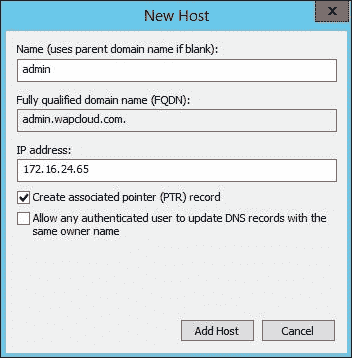 New Host
x
Name (uses parent domain name if blank):
admin
Fully qualified domain name (FQDN):
admin.wapcloud.com.
IP address:
172.16.24.65
Create associated pointer (PTR) record
Allow any authenticated user to update DNS records with the
same owner name
Add Host Cancel